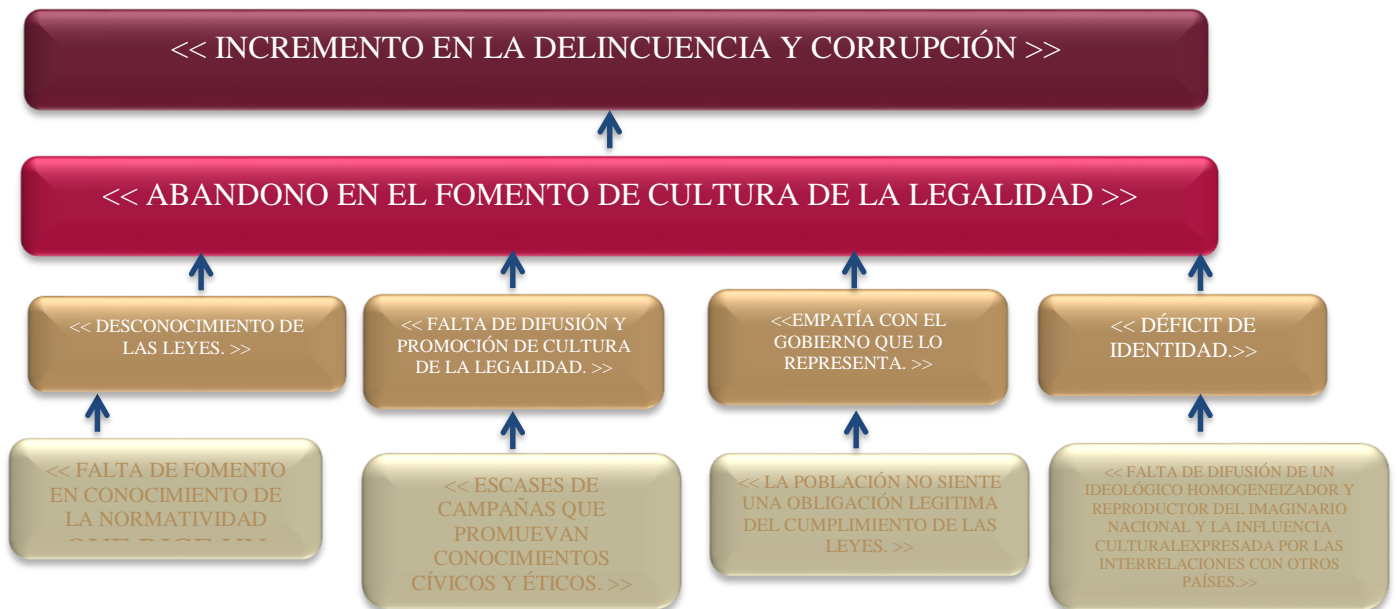 << INCREMENTO EN LA DELINCUENCIA Y CORRUPCIÓN >>
<< ABANDONO EN EL FOMENTO DE CULTURA DE LA LEGALIDAD >>
<< DESCONOCIMIENTO DE
LAS LEYES. >>
<< FALTA DE DIFUSIÓN Y
PROMOCIÓN DE CULTURA
DE LA LEGALIDAD. >>
<<EMPATÍA CON EL
GOBIERNO QUE LO
REPRESENTA. >>
<< DÉFICIT DE
IDENTIDAD.>>
<< FALTA DE FOMENTO
EN CONOCIMIENTO DE
LA NORMATIVIDAD
<< ESCASES DE
CAMPAÑAS QUE
PROMUEVAN
CONOCIMIENTOS
CÍVICOS Y ÉTICOS. >>
<< LA POBLACIÓN NO SIENTE
UNA OBLIGACIÓN LEGITIMA
DEL CUMPLIMIENTO DE LAS
LEYES. >>
<< FALTA DE DIFUSIÓN DE UN
IDEOLÓGICO HOMOGENEIZADOR Y
REPRODUCTOR DEL IMAGINARIO
NACIONAL Y LA INFLUENCIA
CULTURALEXPRESADA POR LAS
INTERRELACIONES CON OTROS
PAÍSES.>>